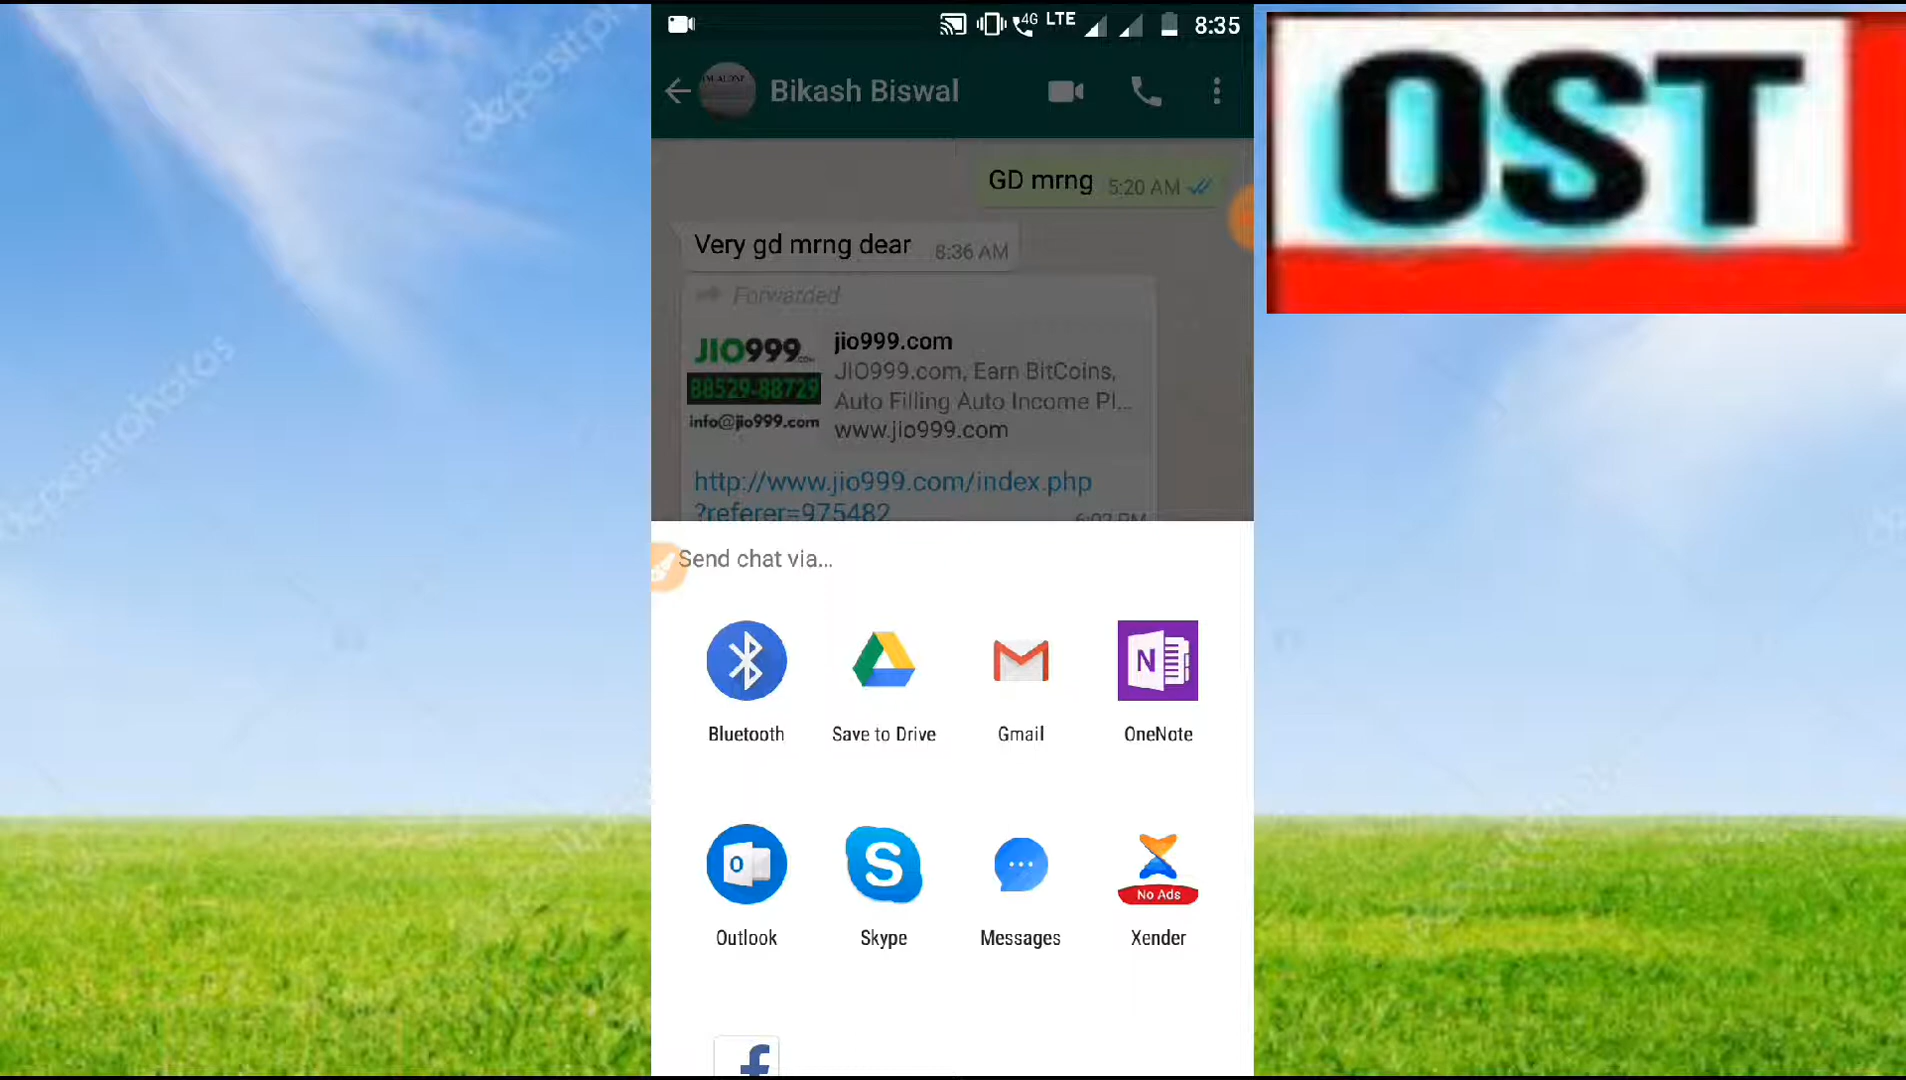 depositphotos
depositphotos
8:35
4G LTE
Bikash Biswal
OST
GD mrng 5:20 AM
Very gd mrng dear 8:36 AM
Forwarded
JIO999.com
88529-88729
info@jio999.com
jio999.com
JIO999.com, Earn BitCoins,
Auto Filling Auto Income Pl...
www.jio999.com
http://www.jio999.com/index.php
?referer=975482
Send chat via...
Bluetooth
Save to Drive
Gmail
N
OneNote
O
Outlook
S
Skype
Messages
No Ads
Xender
f